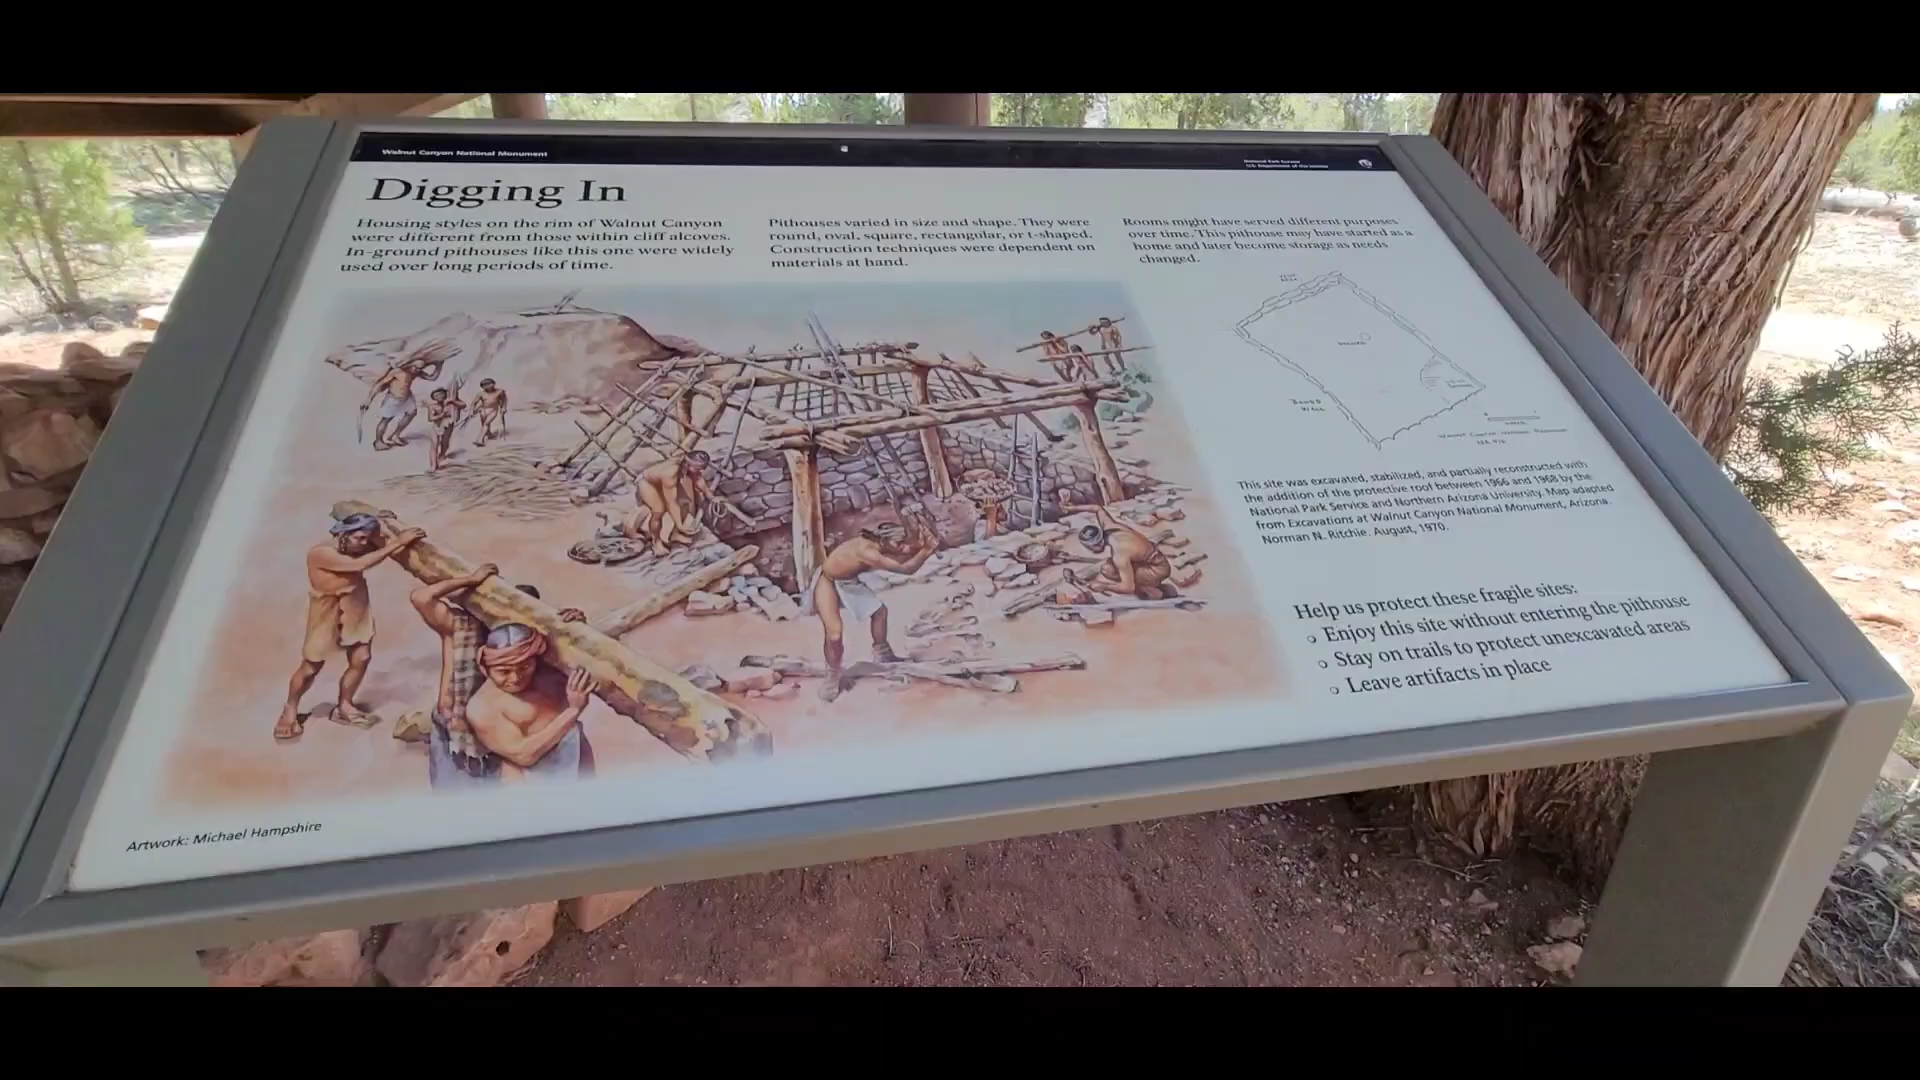 Walnut Canyon National Monument
National Park Service
U.S. Department of the Interior
Digging In
Housing styles on the rim of Walnut Canyon
were different from those within cliff alcoves.
In-ground pithouses like this one were widely
used over long periods of time.
Pithouses varied in size and shape. They were
round, oval, square, rectangular, or t-shaped.
Construction techniques were dependent on
materials at hand.
Rooms might have served different purposes
over time. This pithouse may have started as a
home and later become storage as needs
changed.
This site was excavated, stabilized, and partially reconstructed with
the addition of the protective roof between 1966 and 1968 by the
National Park Service and Northern Arizona University. Map adapted
from Excavations at Walnut Canyon National Monument, Arizona.
Norman N. Ritchie. August, 1970.
Help us protect these fragile sites:
○ Enjoy this site without entering the pithouse
○ Stay on trails to protect unexcavated areas
○ Leave artifacts in place
Artwork: Michael Hampshire